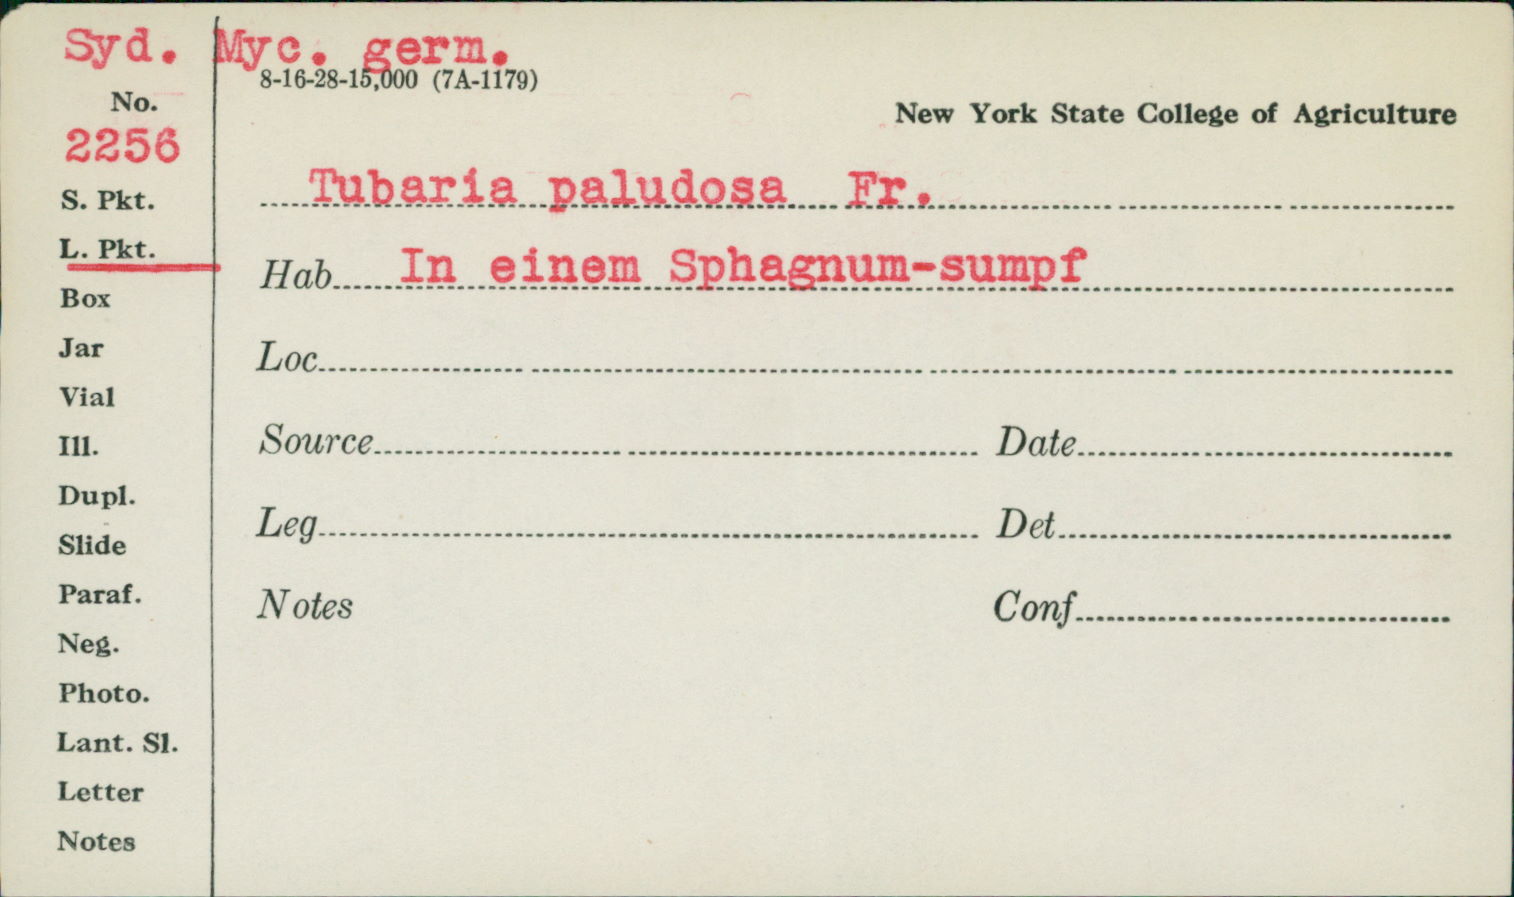 Syd. Myc. germ.
8-16-28-15,000 (7A-1179)
No.
New York State College of Agriculture
2256
Tubaria paludosa Fr.
S. Pkt.
L. Pkt.
Hab In einem Sphagnum-sumpf
Box
Jar
Loc
Vial
Ill.
Source Date
Dupl.
Slide
Leg Det
Paraf.
Notes Conf
Neg.
Photo.
Lant. Sl.
Letter
Notes